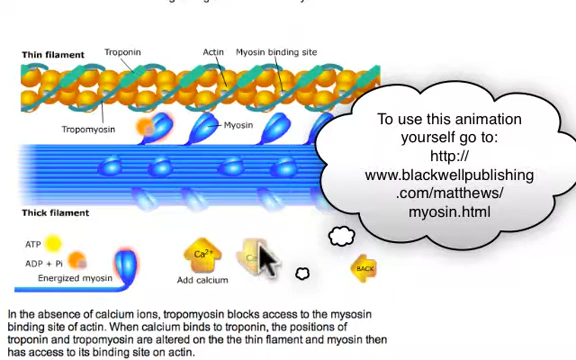 Thin filament
Troponin
Actin
Myosin binding site
Tropomyosin
Myosin
To use this animation
yourself go to:
http://
www.blackwellpublishing
.com/matthews/
myosin.html
Thick filament
ATP
ADP + Pi
Energized myosin
Ca2+
Add calcium
BACK
In the absence of calcium ions, tropomyosin blocks access to the mysosin
binding site of actin. When calcium binds to troponin, the positions of
troponin and tropomyosin are altered on the the thin filament and myosin then
has access to its binding site on actin.